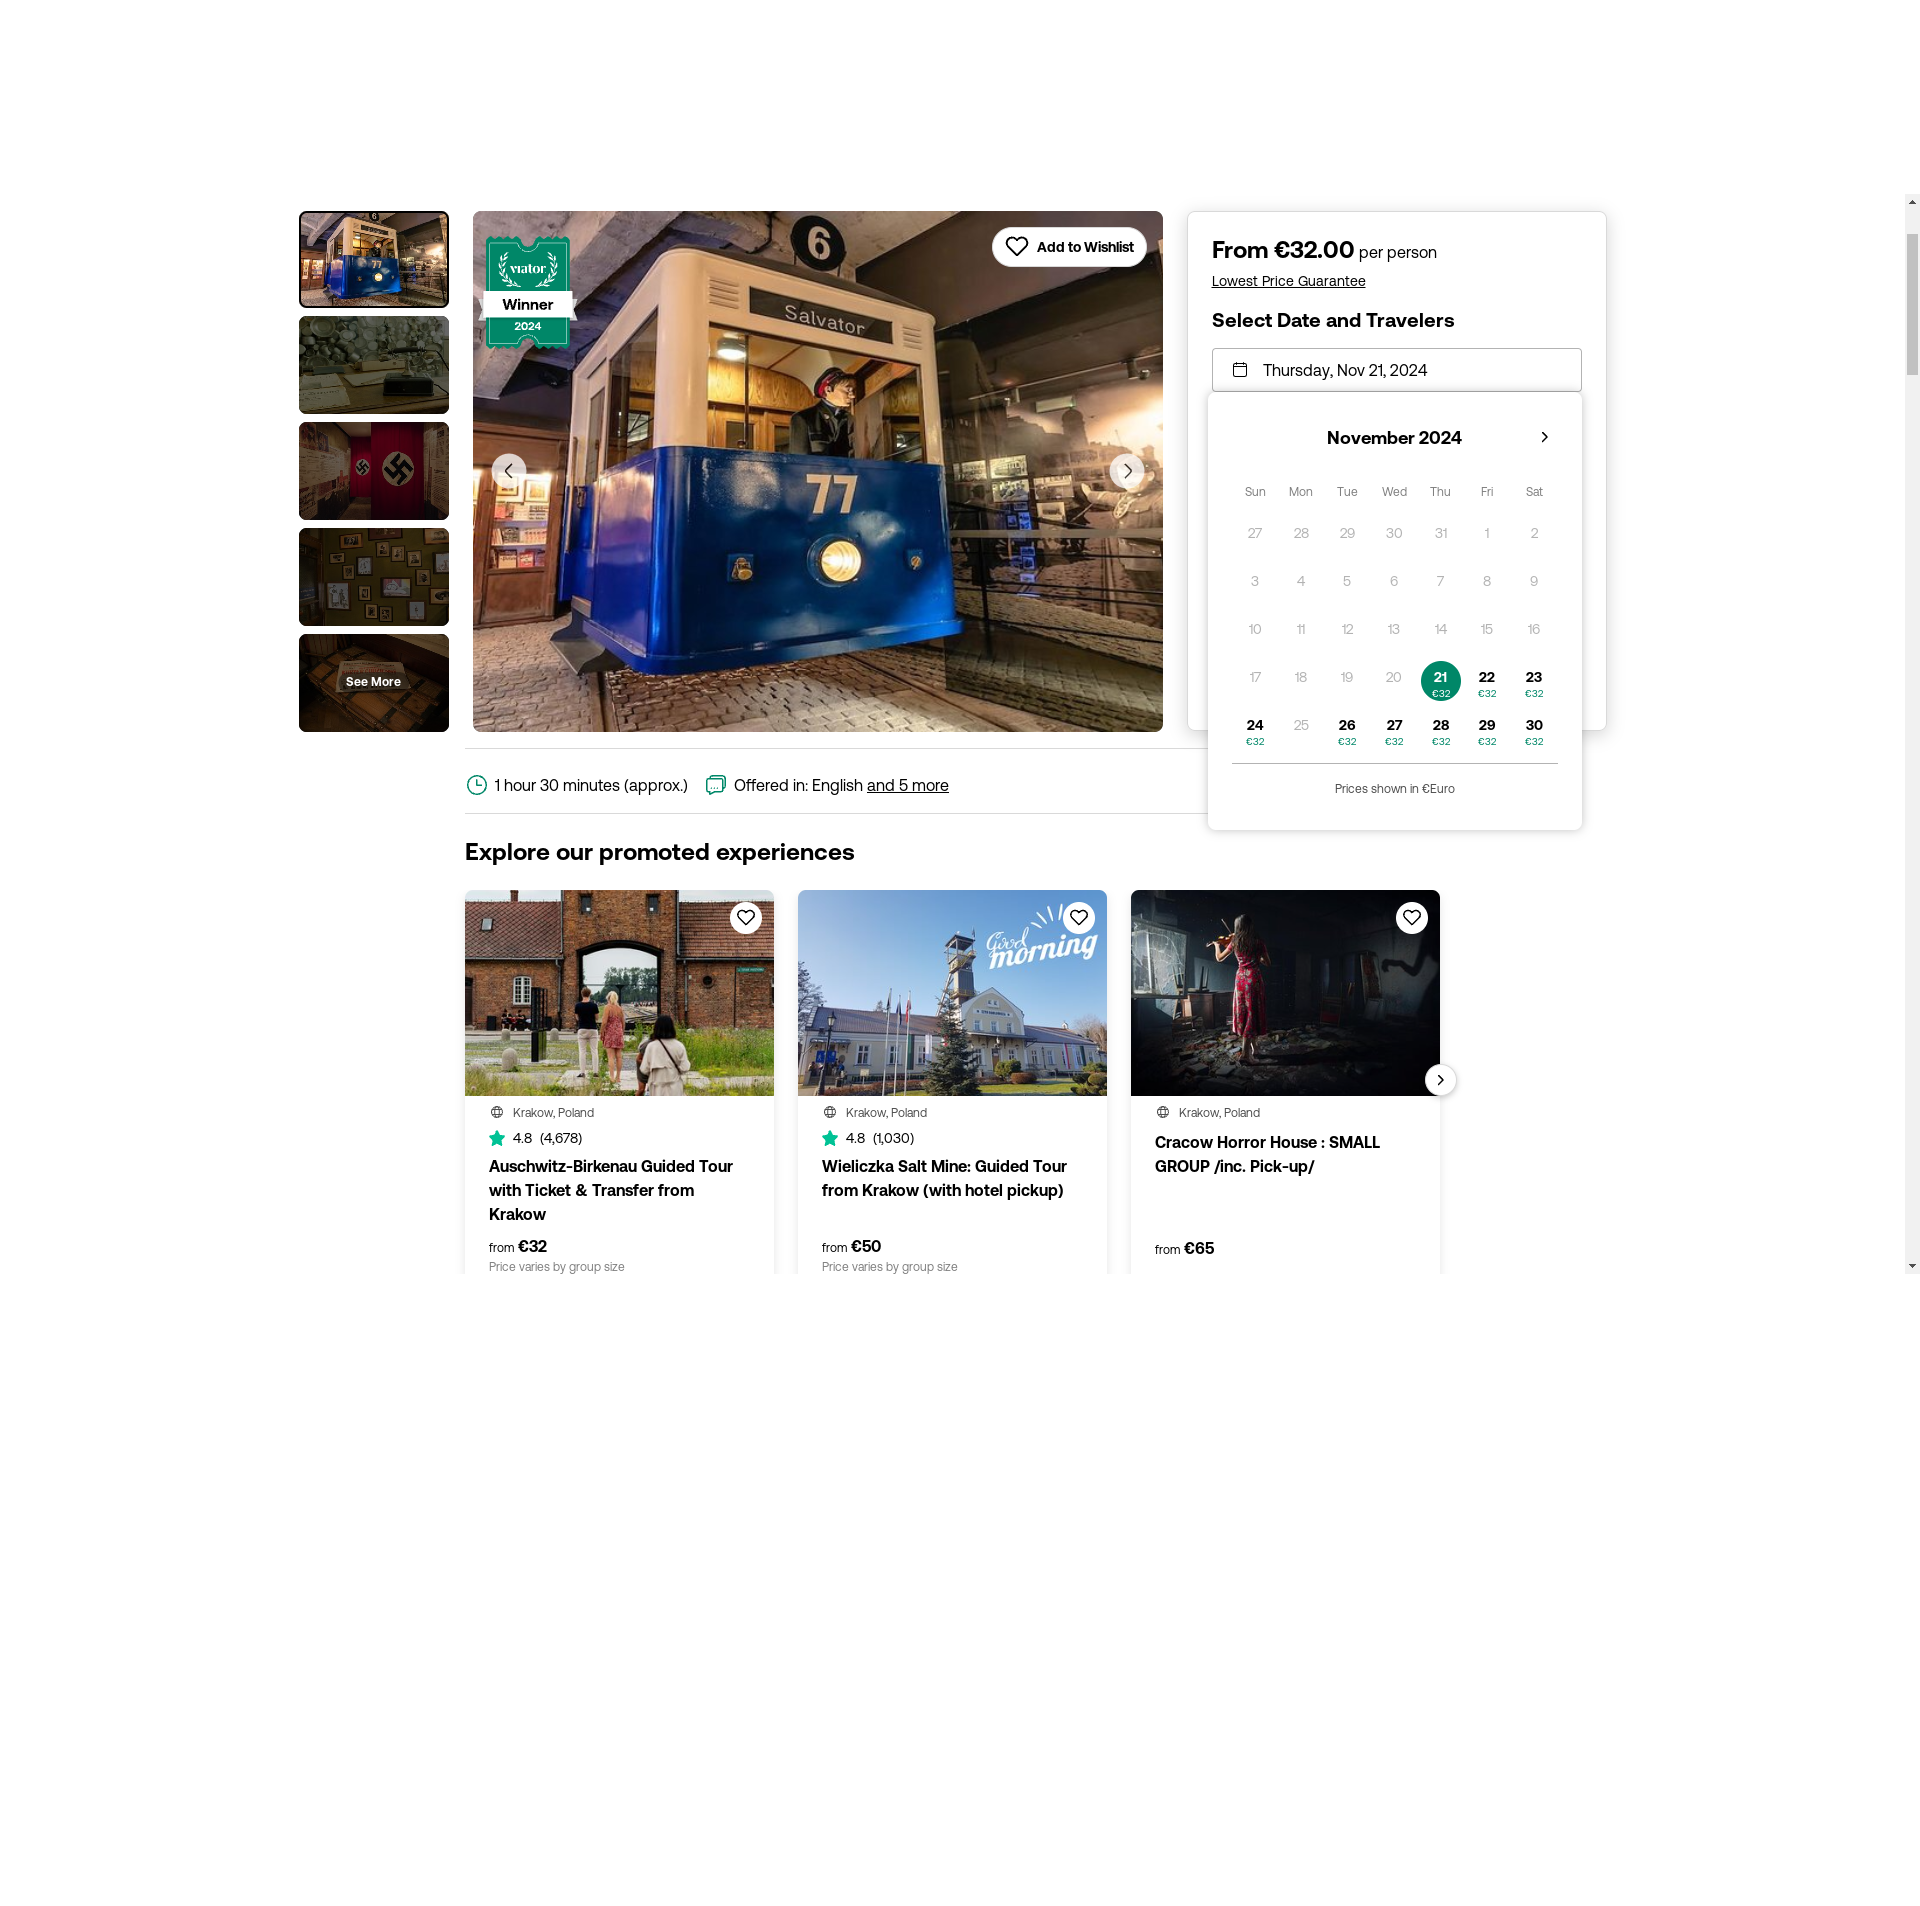 viator
Winner
2024
6
Salvator
77
Add to Wishlist
See More
From €32.00 per person
Lowest Price Guarantee
Select Date and Travelers
Thursday, Nov 21, 2024
November 2024
Sun Mon Tue Wed Thu Fri Sat
27 28 29 30 31 1 2
3 4 5 6 7 8 9
10 11 12 13 14 15 16
17 18 19 20 21 22 23
€32 €32 €32
24 25 26 27 28 29 30
€32 €32 €32 €32 €32 €32
Prices shown in €Euro
1 hour 30 minutes (approx.) Offered in: English and 5 more
Explore our promoted experiences
Krakow, Poland
4.8 (4,678)
Auschwitz-Birkenau Guided Tour
with Ticket & Transfer from
Krakow
from €32
Price varies by group size
Good
morning
Krakow, Poland
4.8 (1,030)
Wieliczka Salt Mine: Guided Tour
from Krakow (with hotel pickup)
from €50
Price varies by group size
Krakow, Poland
Cracow Horror House : SMALL
GROUP /inc. Pick-up/
from €65